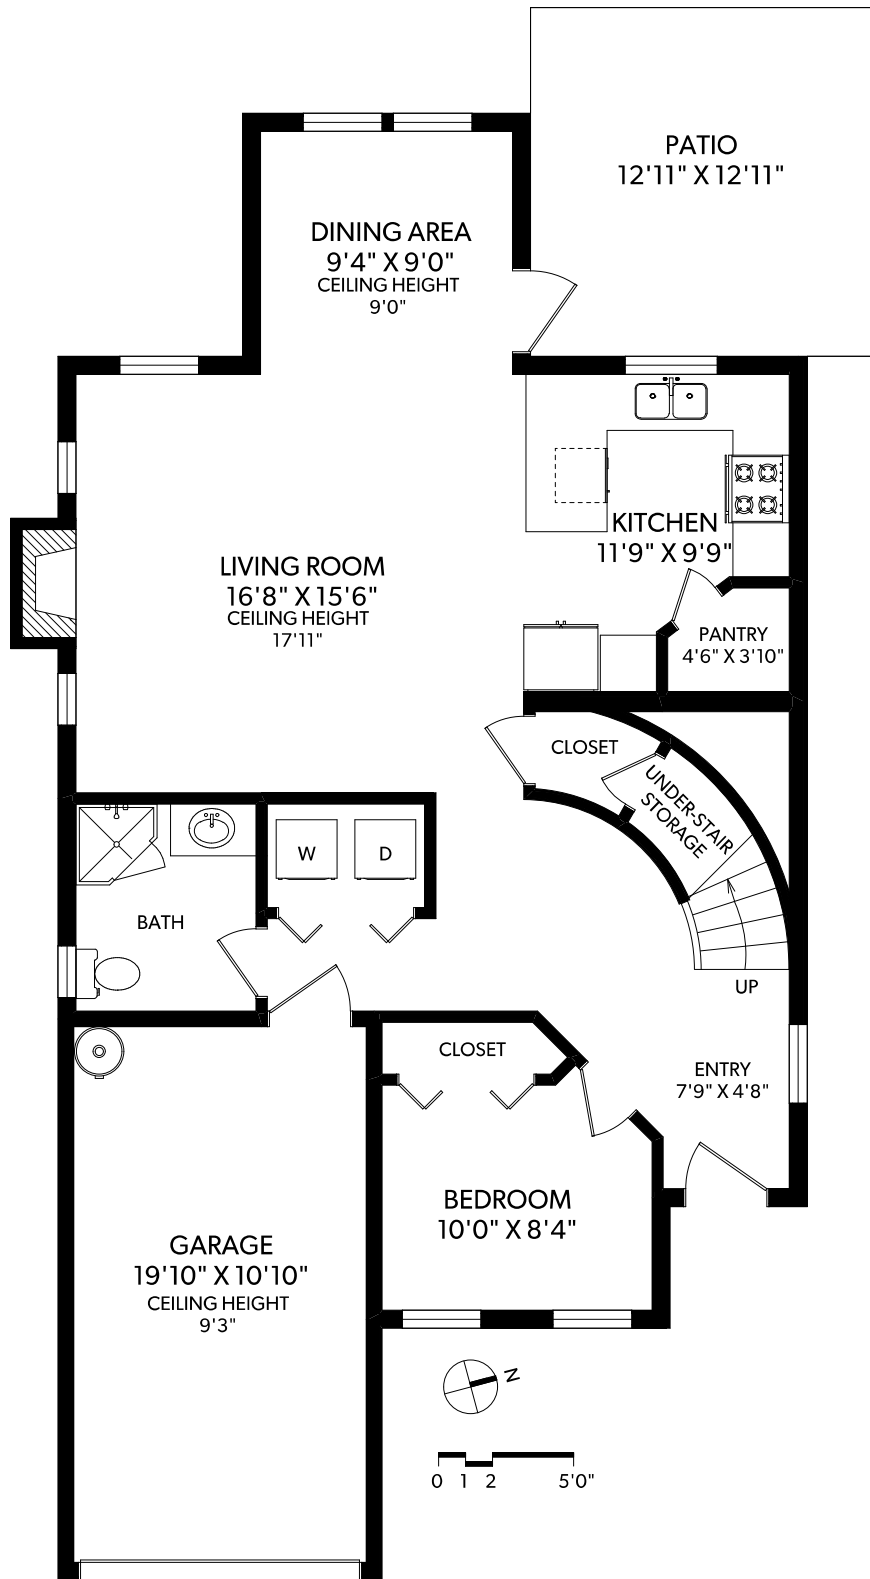 PATIO
12'11" X 12'11"
DINING AREA
9'4" X 9'0"
CEILING HEIGHT
9'0"
KITCHEN
11'9" X 9'9"
LIVING ROOM
16'8" X 15'6"
CEILING HEIGHT
17'11"
PANTRY
4'6" X 3'10"
CLOSET
UNDER-STAIR
STORAGE
W
D
BATH
UP
CLOSET
ENTRY
7'9" X 4'8"
BEDROOM
10'0" X 8'4"
GARAGE
19'10" X 10'10"
CEILING HEIGHT
9'3"
N
0 1 2 5'0"